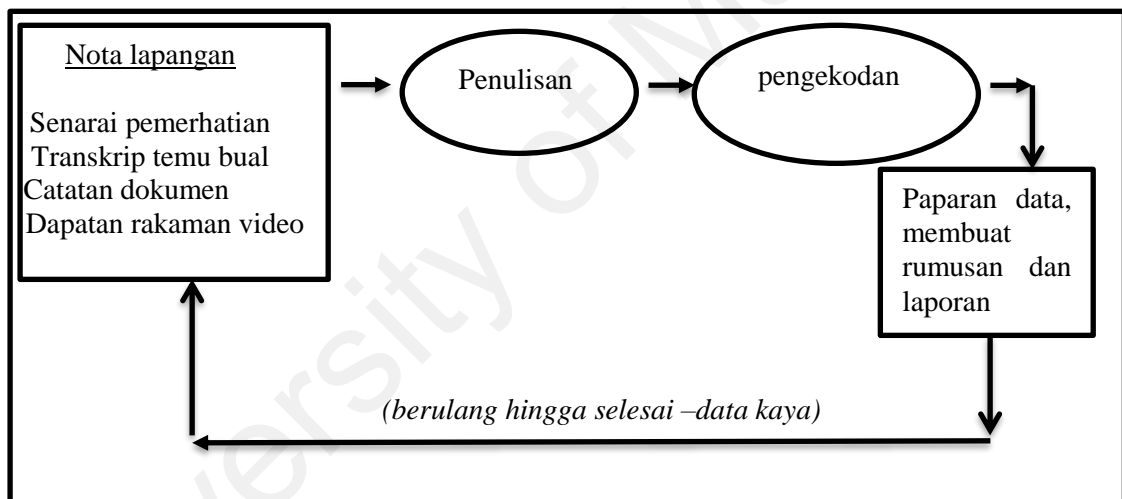 Nota lapangan
Penulisan
pengekodan
Senarai pemerhatian
Transkrip temu bual
Catatan dokumen
Dapatan rakaman video
Paparan data,
membuat
rumusan dan
laporan
(berulang hingga selesai –data kaya)